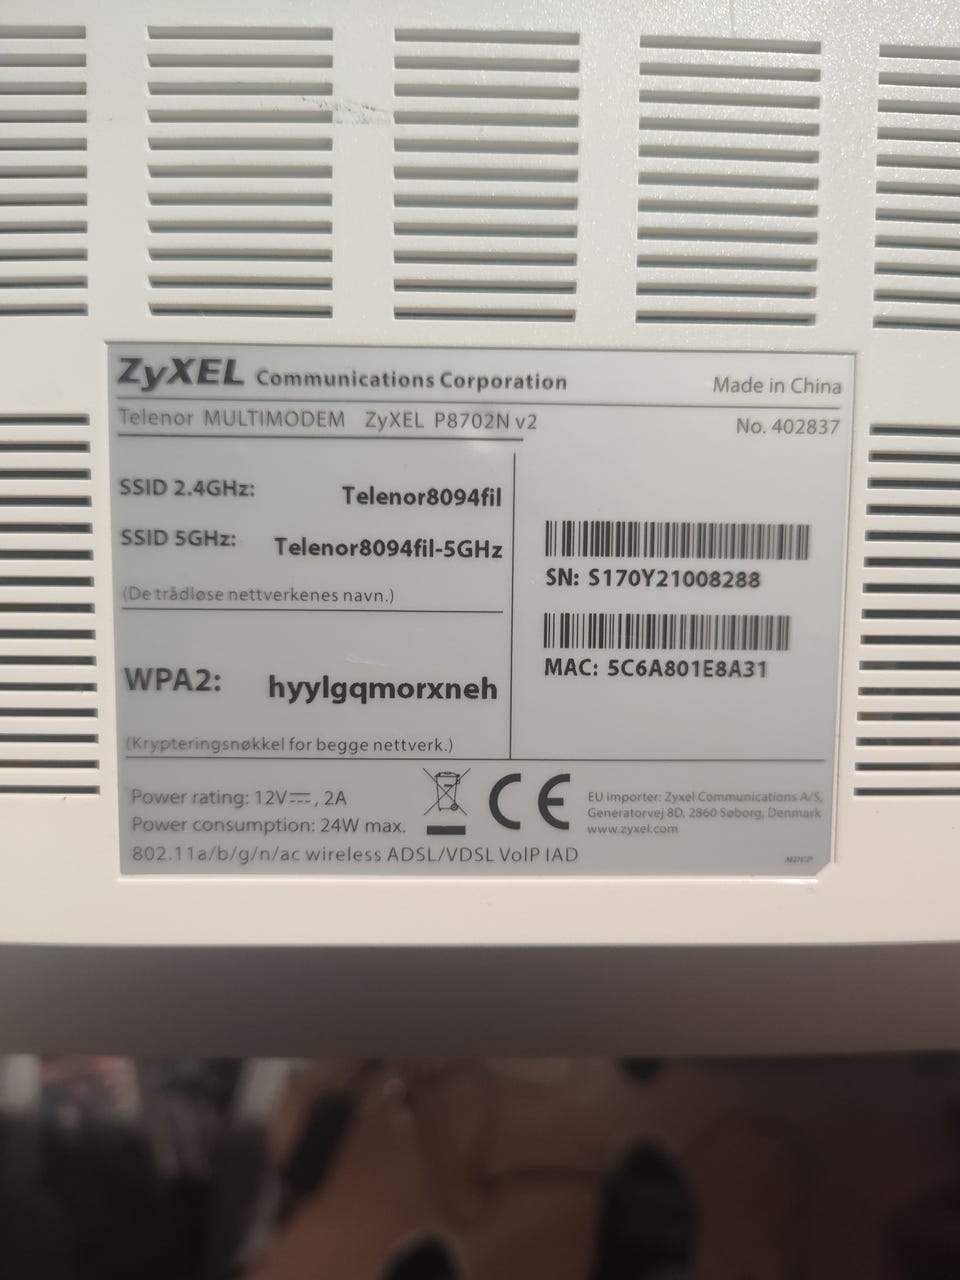 ZyXEL Communications Corporation
Made in China
Telenor MULTIMODEM ZyXEL P8702N v2
No. 402837
SSID 2.4GHz: Telenor8094fil
SSID 5GHz: Telenor8094fil-5GHz
(De trådløse nettverkenes navn.)
WPA2: hyylgqmorxneh
(Krypteringsnøkkel for begge nettverk.)
SN: S170Y21008288
MAC: 5C6A801E8A31
Power rating: 12V⎓, 2A
Power consumption: 24W max.
802.11a/b/g/n/ac wireless ADSL/VDSL VoIP IAD
CE
EU importer: Zyxel Communications A/S,
Generatorvej 8D, 2860 Søborg, Denmark
www.zyxel.com